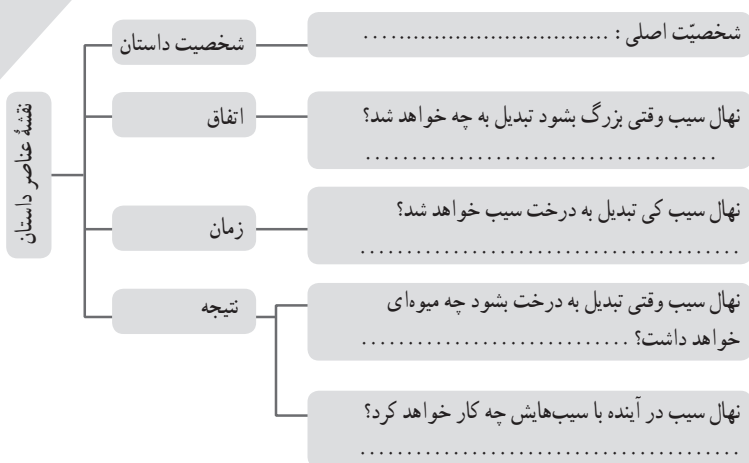 نقشهٔ عناصر داستان
شخصیت داستان
شخصیّت اصلی : ..................................
اتفاق
نهال سیب وقتی بزرگ بشود تبدیل به چه خواهد شد؟
......................................
زمان
نهال سیب کی تبدیل به درخت سیب خواهد شد؟
.........................................
نتیجه
نهال سیب وقتی تبدیل به درخت بشود چه میوه‌ای
خواهد داشت؟ .............................
نهال سیب در آینده با سیب‌هایش چه کار خواهد کرد؟
.........................................